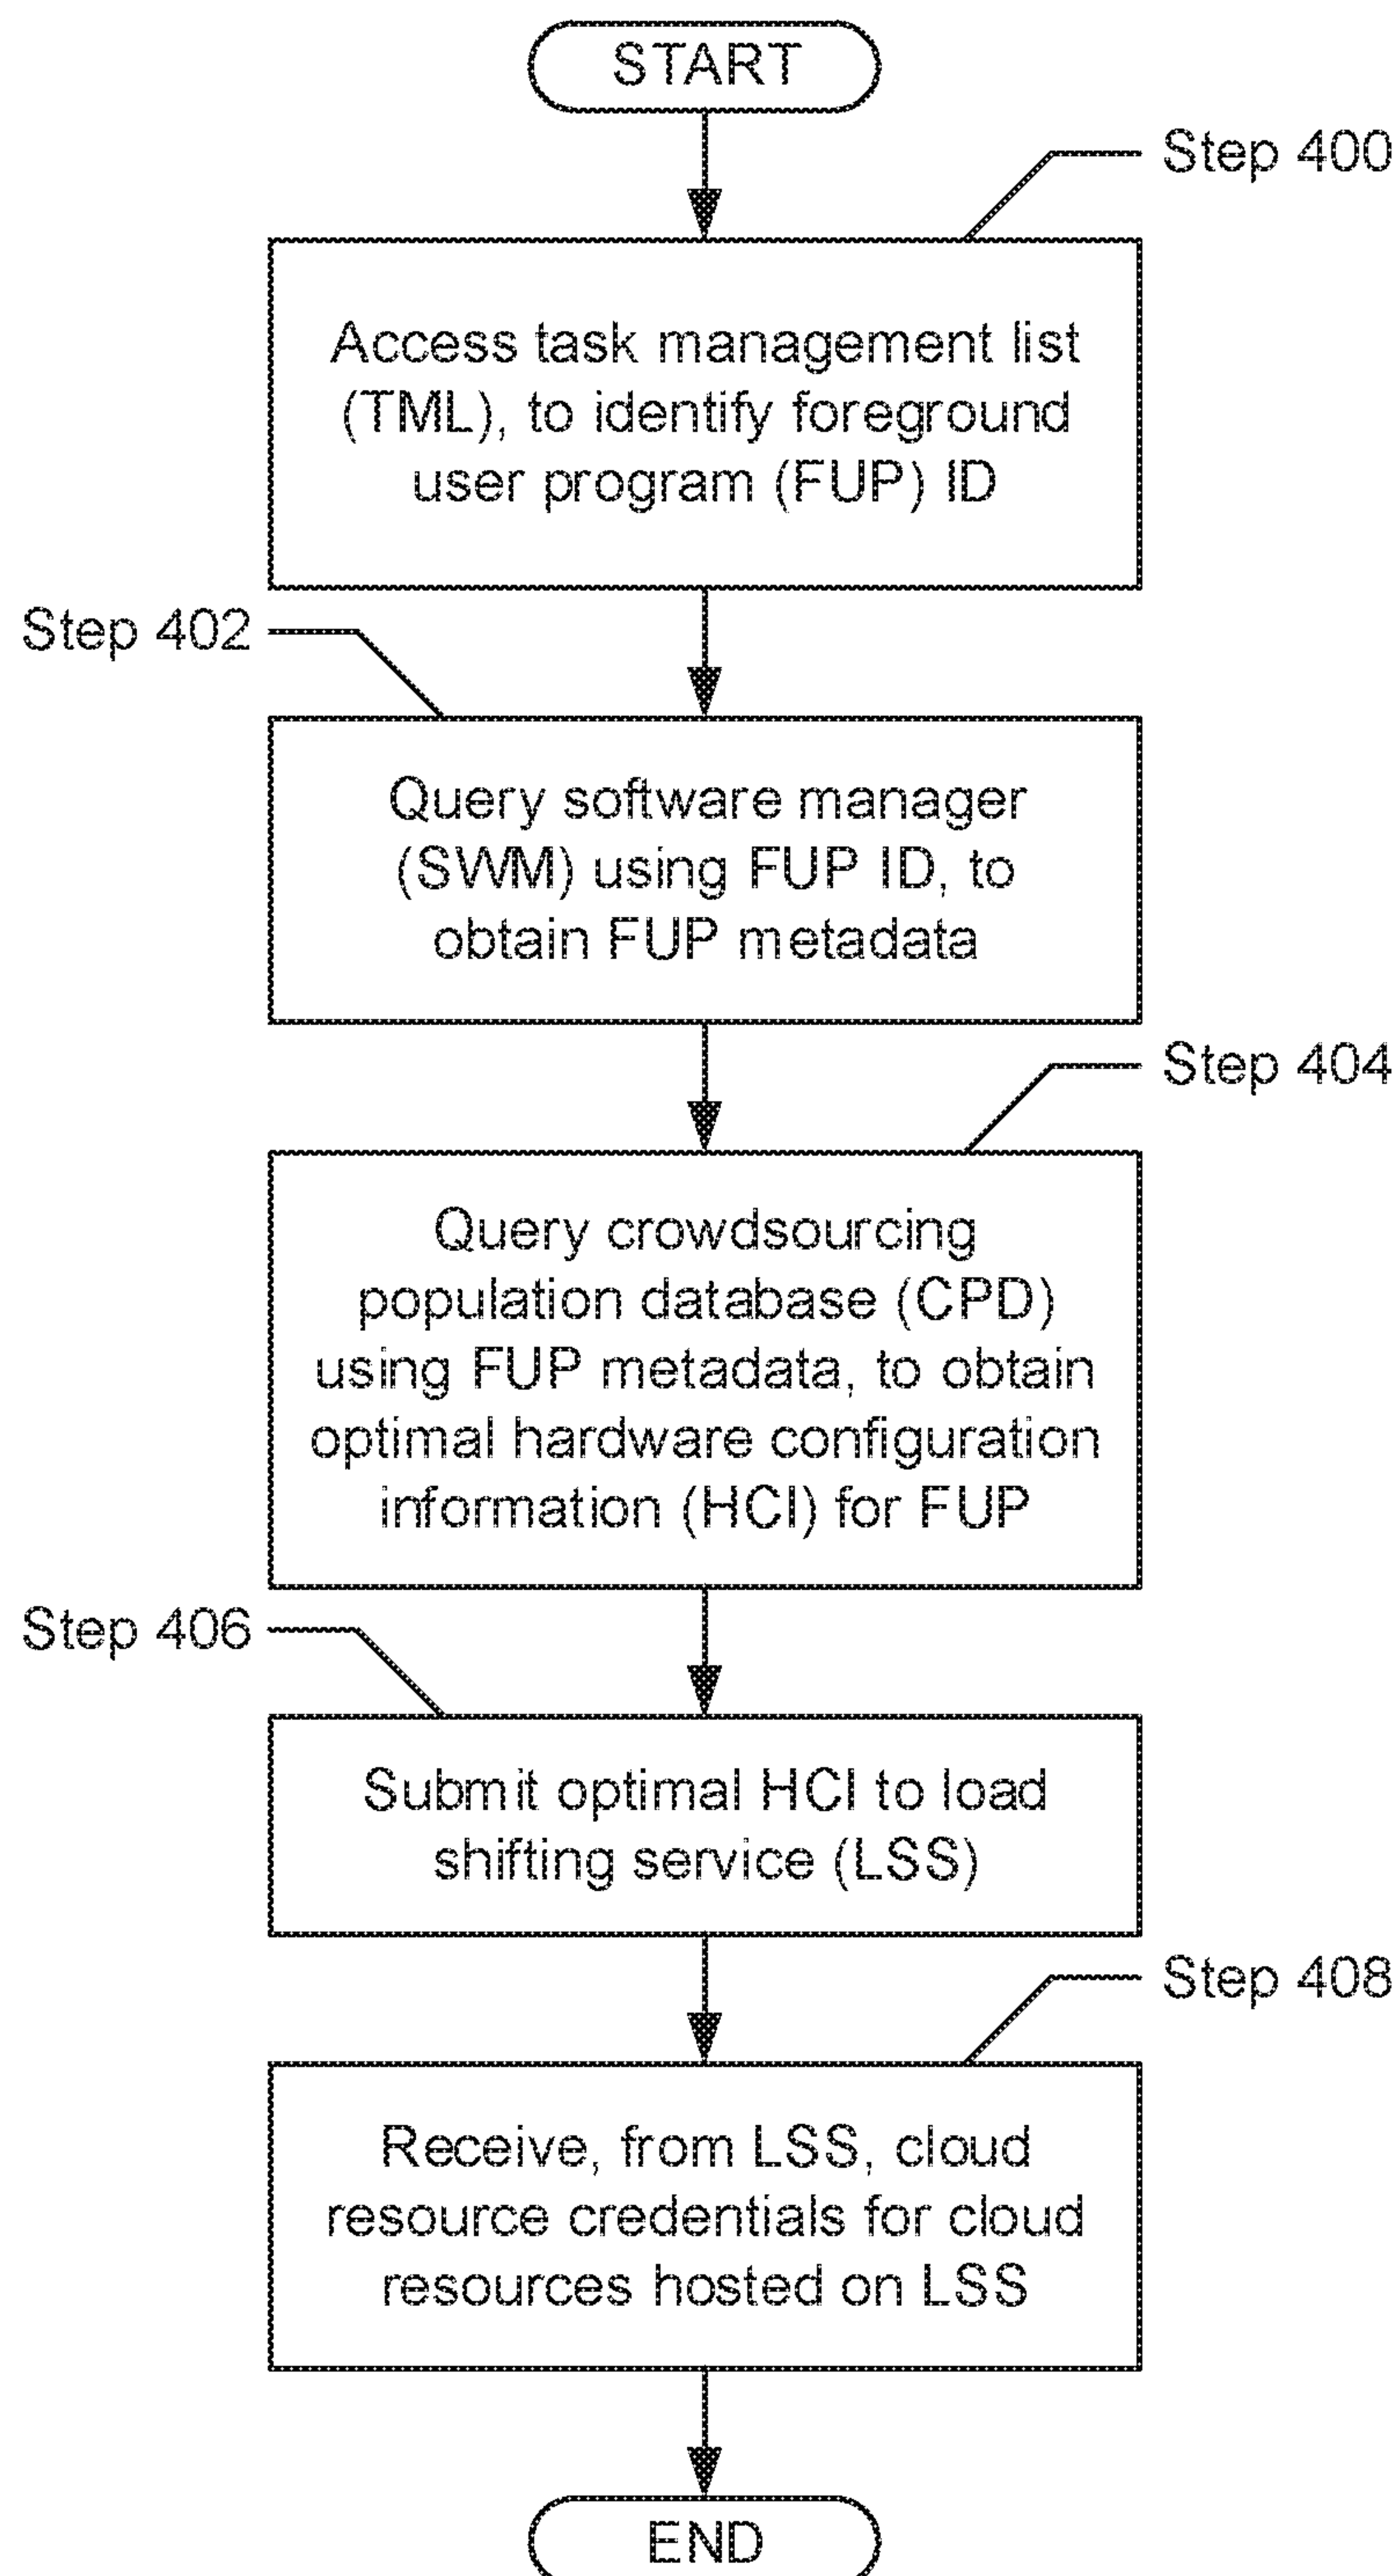 START
Step 400
Access task management list
(TML), to identify foreground
user program (FUP) ID
Step 402
Query software manager
(SWM) using FUP ID, to
obtain FUP metadata
Step 404
Query crowdsourcing
population database (CPD)
using FUP metadata, to obtain
optimal hardware configuration
information (HCI) for FUP
Step 406
Submit optimal HCI to load
shifting service (LSS)
Step 408
Receive, from LSS, cloud
resource credentials for cloud
resources hosted on LSS
END